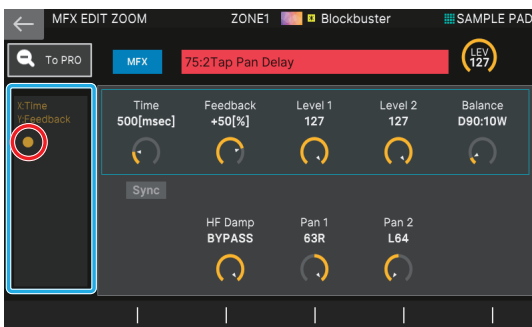 MFX EDIT ZOOM ZONE1 Blockbuster SAMPLE PAD
To PRO MFX 75:2Tap Pan Delay LEV 127
X:Time
Y:Feedback
Time Feedback Level 1 Level 2 Balance
500[msec] +50[%] 127 127 D90:10W
Sync
HF Damp Pan 1 Pan 2
BYPASS 63R L64